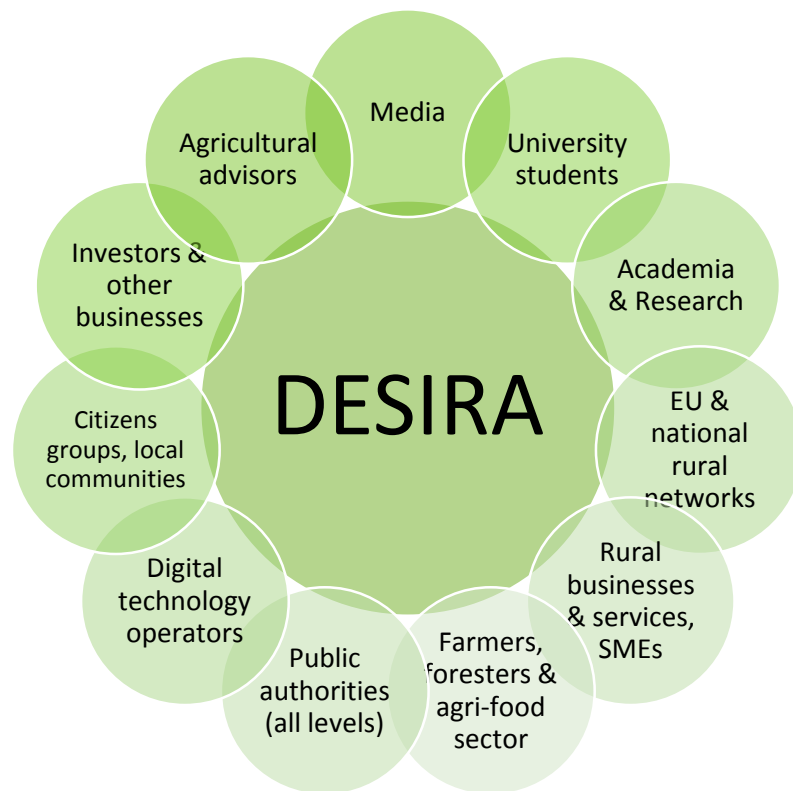 Media
University
students
Academia
& Research
EU &
national
rural
networks
Rural
businesses
& services,
SMEs
Farmers,
foresters &
agri-food
sector
Public
authorities
(all levels)
Digital
technology
operators
Citizens
groups, local
communities
Investors &
other
businesses
Agricultural
advisors
DESIRA